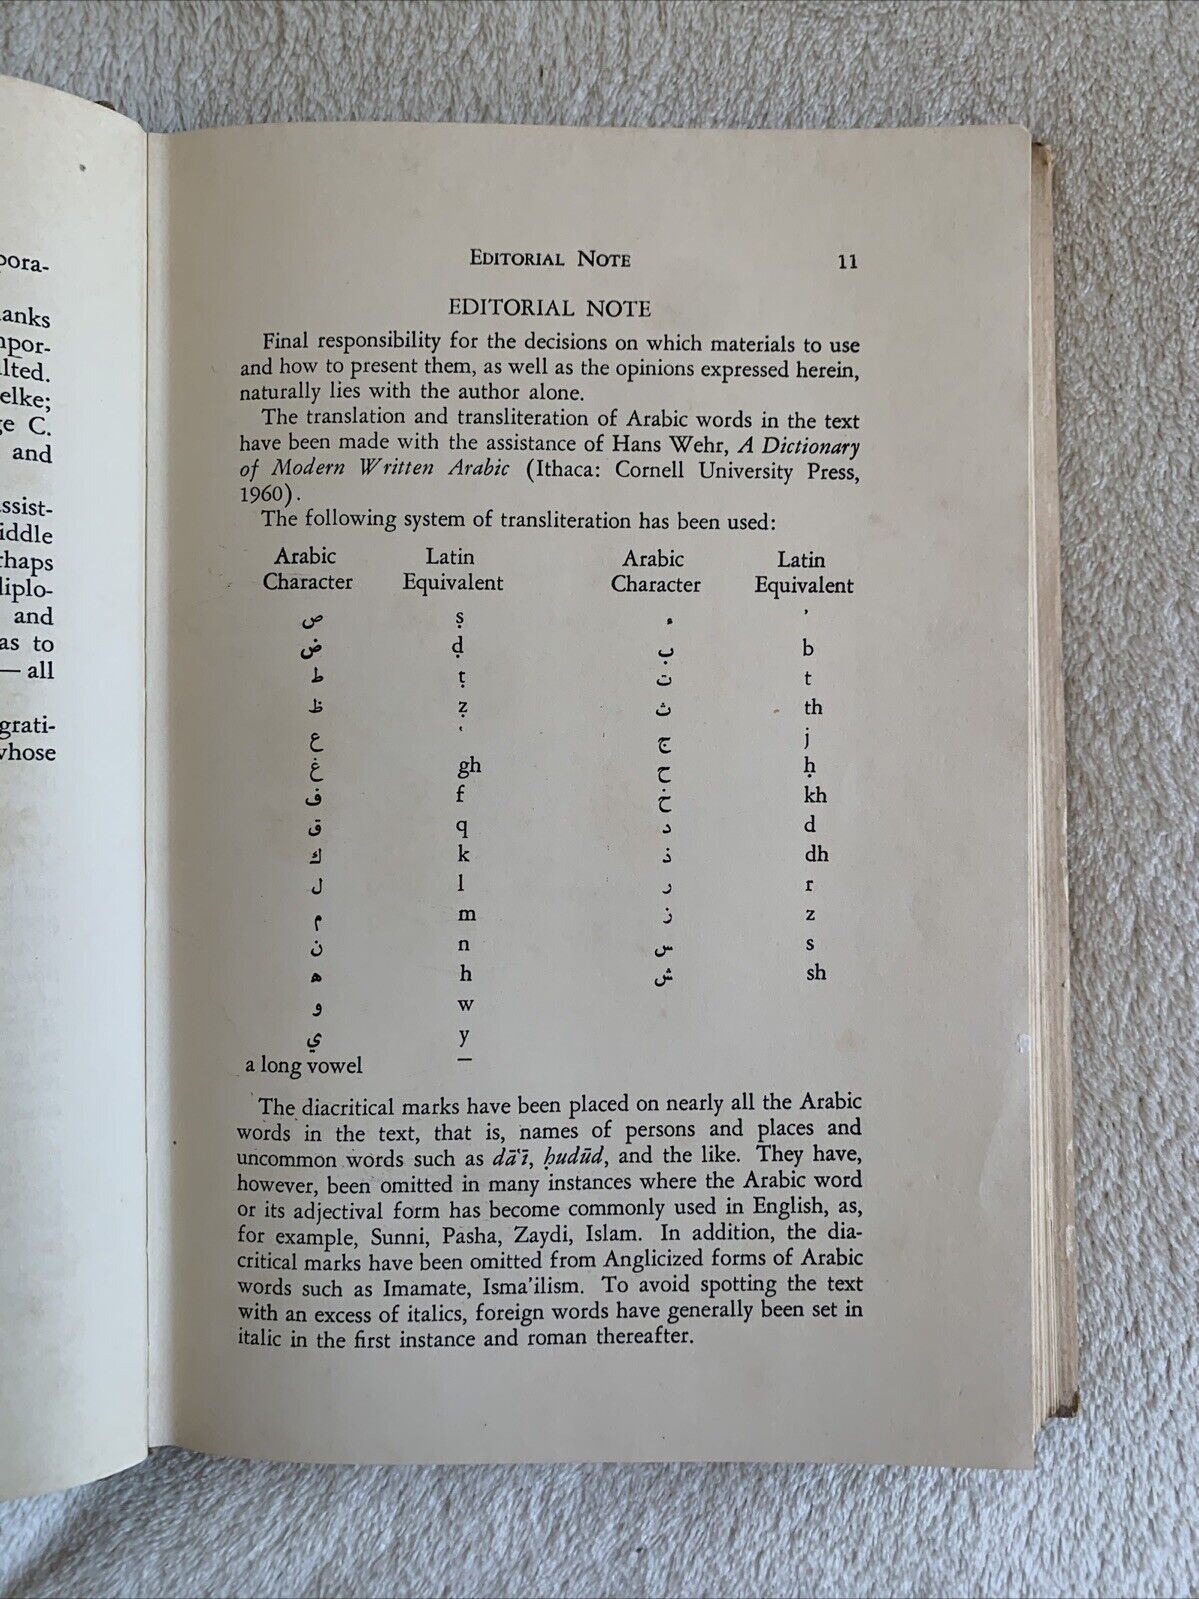 pora-
anks
npor-
lted.
elke;
ge C.
and
ssist-
iddle
rhaps
diplo-
and
as to
— all
grati-
whose
EDITORIAL NOTE 11
EDITORIAL NOTE
Final responsibility for the decisions on which materials to use
and how to present them, as well as the opinions expressed herein,
naturally lies with the author alone.
The translation and transliteration of Arabic words in the text
have been made with the assistance of Hans Wehr, A Dictionary
of Modern Written Arabic (Ithaca: Cornell University Press,
1960).
The following system of transliteration has been used:
Arabic Latin Arabic Latin
Character Equivalent Character Equivalent
ص ṣ ء ʼ
ض ḍ ب b
ط ṭ ت t
ظ ẓ ث th
ع ʻ ج j
غ gh ح ḥ
ف f خ kh
ق q د d
ك k ذ dh
ل l ر r
م m ز z
ن n س s
ه h ش sh
و w
ي y
a long vowel —
The diacritical marks have been placed on nearly all the Arabic
words in the text, that is, names of persons and places and
uncommon words such as dāʻī, ḥudūd, and the like. They have,
however, been omitted in many instances where the Arabic word
or its adjectival form has become commonly used in English, as,
for example, Sunni, Pasha, Zaydi, Islam. In addition, the dia-
critical marks have been omitted from Anglicized forms of Arabic
words such as Imamate, Isma'ilism. To avoid spotting the text
with an excess of italics, foreign words have generally been set in
italic in the first instance and roman thereafter.